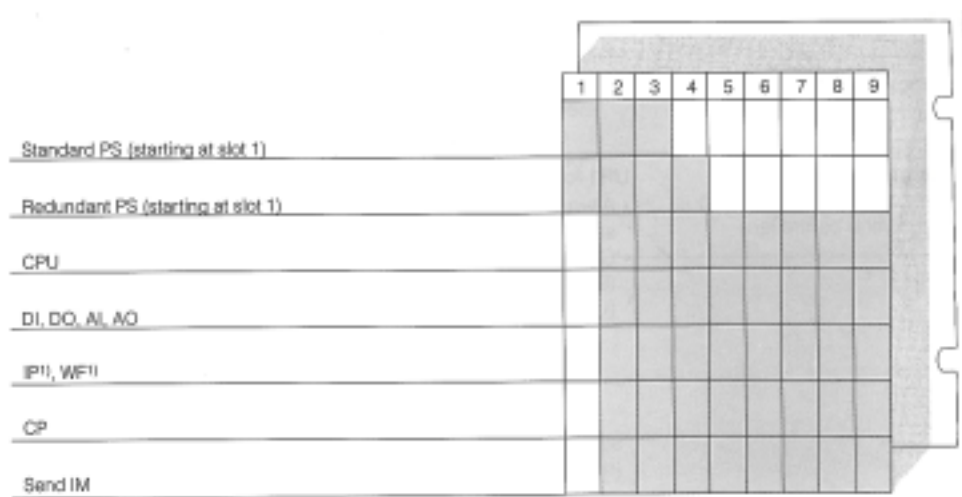 1 2 3 4 5 6 7 8 9
Standard PS (starting at slot 1)
Redundant PS (starting at slot 1)
CPU
DI, DO, AI, AO
IP1), WF1)
CP
Send IM